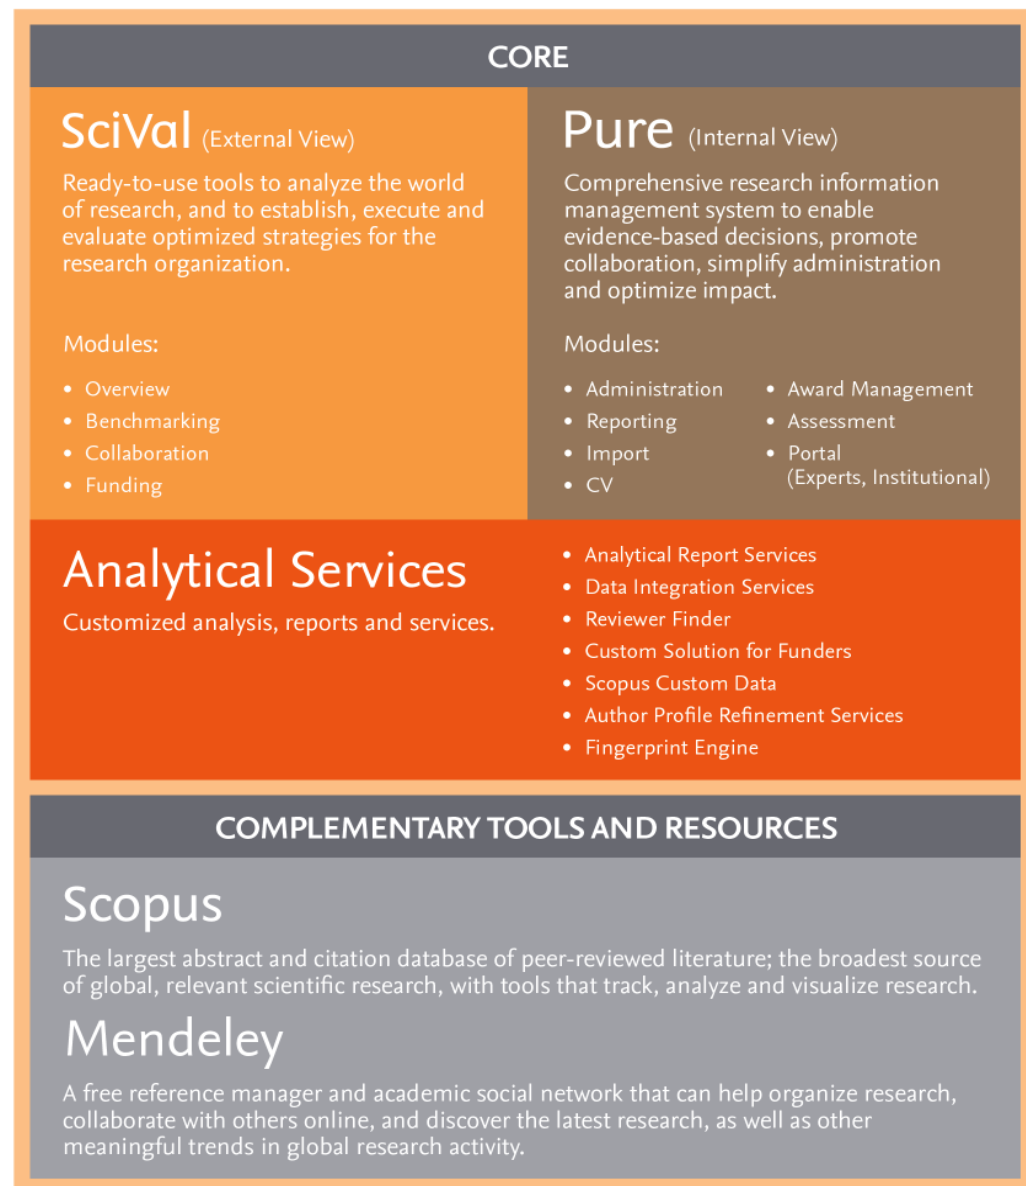 CORE
SciVal (External View)
Ready-to-use tools to analyze the world
of research, and to establish, execute and
evaluate optimized strategies for the
research organization.
Modules:
• Overview
• Benchmarking
• Collaboration
• Funding
Pure (Internal View)
Comprehensive research information
management system to enable
evidence-based decisions, promote
collaboration, simplify administration
and optimize impact.
Modules:
• Administration
• Reporting
• Import
• CV
• Award Management
• Assessment
• Portal
(Experts, Institutional)
Analytical Services
Customized analysis, reports and services.
• Analytical Report Services
• Data Integration Services
• Reviewer Finder
• Custom Solution for Funders
• Scopus Custom Data
• Author Profile Refinement Services
• Fingerprint Engine
COMPLEMENTARY TOOLS AND RESOURCES
Scopus
The largest abstract and citation database of peer-reviewed literature; the broadest source
of global, relevant scientific research, with tools that track, analyze and visualize research.
Mendeley
A free reference manager and academic social network that can help organize research,
collaborate with others online, and discover the latest research, as well as other
meaningful trends in global research activity.